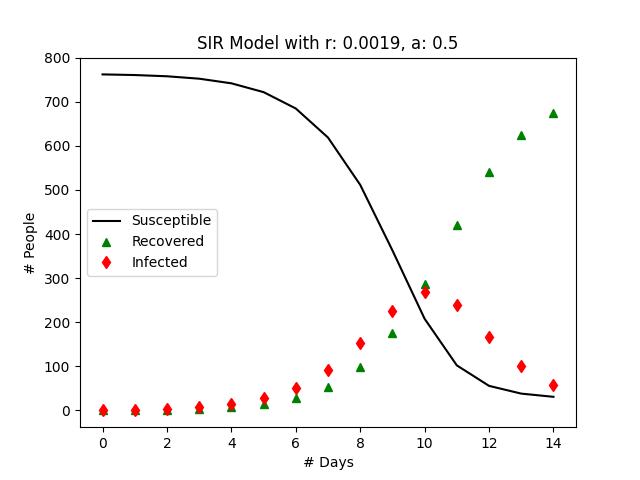 SIR Model with r: 0.0019, a: 0.5
800
700
600
500
400
300
200
100
0
# People
Susceptible
Recovered
Infected
0 2 4 6 8 10 12 14
# Days